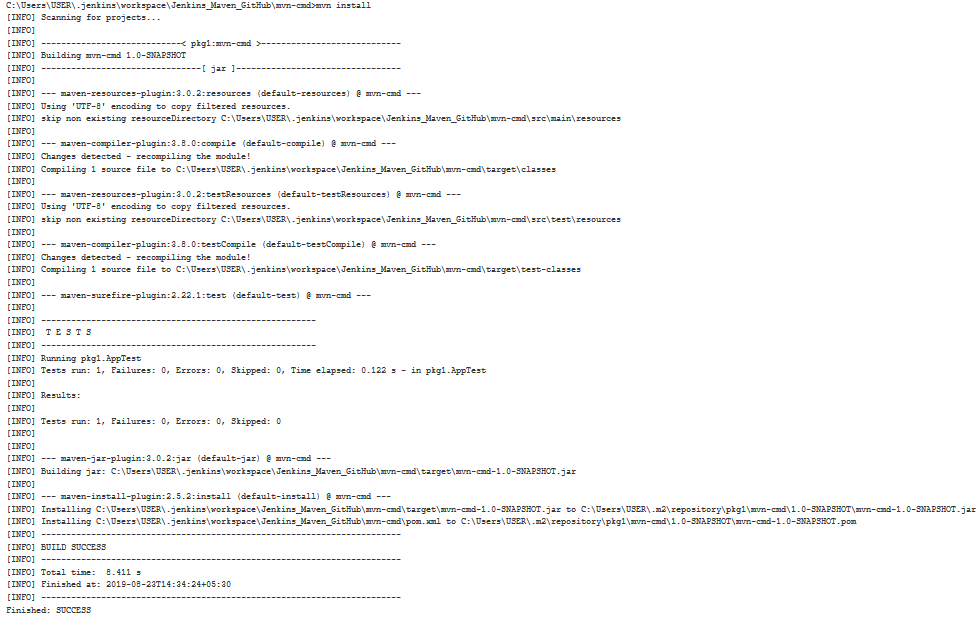 C:\Users\USER\.jenkins\workspace\Jenkins_Maven_GitHub\mvn-cmd>mvn install
[INFO] Scanning for projects...
[INFO]
[INFO] ----------------------------< pkg1:mvn-cmd >----------------------------
[INFO] Building mvn-cmd 1.0-SNAPSHOT
[INFO] --------------------------------[ jar ]---------------------------------
[INFO]
[INFO] --- maven-resources-plugin:3.0.2:resources (default-resources) @ mvn-cmd ---
[INFO] Using 'UTF-8' encoding to copy filtered resources.
[INFO] skip non existing resourceDirectory C:\Users\USER\.jenkins\workspace\Jenkins_Maven_GitHub\mvn-cmd\src\main\resources
[INFO]
[INFO] --- maven-compiler-plugin:3.8.0:compile (default-compile) @ mvn-cmd ---
[INFO] Changes detected - recompiling the module!
[INFO] Compiling 1 source file to C:\Users\USER\.jenkins\workspace\Jenkins_Maven_GitHub\mvn-cmd\target\classes
[INFO]
[INFO] --- maven-resources-plugin:3.0.2:testResources (default-testResources) @ mvn-cmd ---
[INFO] Using 'UTF-8' encoding to copy filtered resources.
[INFO] skip non existing resourceDirectory C:\Users\USER\.jenkins\workspace\Jenkins_Maven_GitHub\mvn-cmd\src\test\resources
[INFO]
[INFO] --- maven-compiler-plugin:3.8.0:testCompile (default-testCompile) @ mvn-cmd ---
[INFO] Changes detected - recompiling the module!
[INFO] Compiling 1 source file to C:\Users\USER\.jenkins\workspace\Jenkins_Maven_GitHub\mvn-cmd\target\test-classes
[INFO]
[INFO] --- maven-surefire-plugin:2.22.1:test (default-test) @ mvn-cmd ---
[INFO]
[INFO] -------------------------------------------------------
[INFO]  T E S T S
[INFO] -------------------------------------------------------
[INFO] Running pkg1.AppTest
[INFO] Tests run: 1, Failures: 0, Errors: 0, Skipped: 0, Time elapsed: 0.122 s - in pkg1.AppTest
[INFO]
[INFO] Results:
[INFO]
[INFO] Tests run: 1, Failures: 0, Errors: 0, Skipped: 0
[INFO]
[INFO]
[INFO] --- maven-jar-plugin:3.0.2:jar (default-jar) @ mvn-cmd ---
[INFO] Building jar: C:\Users\USER\.jenkins\workspace\Jenkins_Maven_GitHub\mvn-cmd\target\mvn-cmd-1.0-SNAPSHOT.jar
[INFO]
[INFO] --- maven-install-plugin:2.5.2:install (default-install) @ mvn-cmd ---
[INFO] Installing C:\Users\USER\.jenkins\workspace\Jenkins_Maven_GitHub\mvn-cmd\target\mvn-cmd-1.0-SNAPSHOT.jar to C:\Users\USER\.m2\repository\pkg1\mvn-cmd\1.0-SNAPSHOT\mvn-cmd-1.0-SNAPSHOT.jar
[INFO] Installing C:\Users\USER\.jenkins\workspace\Jenkins_Maven_GitHub\mvn-cmd\pom.xml to C:\Users\USER\.m2\repository\pkg1\mvn-cmd\1.0-SNAPSHOT\mvn-cmd-1.0-SNAPSHOT.pom
[INFO] ------------------------------------------------------------------------
[INFO] BUILD SUCCESS
[INFO] ------------------------------------------------------------------------
[INFO] Total time:  8.411 s
[INFO] Finished at: 2019-08-23T14:34:24+05:30
[INFO] ------------------------------------------------------------------------
Finished: SUCCESS